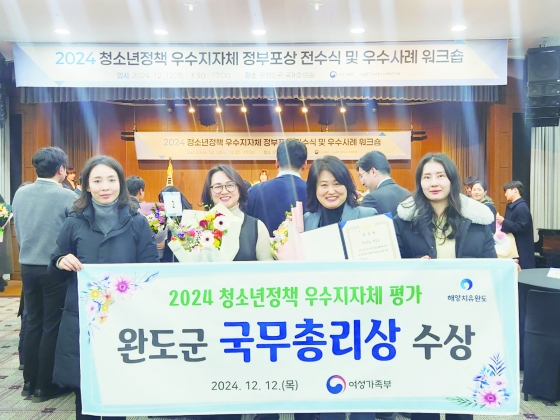 2024 청소년정책 우수지자체 정부포상 전수식 및 우수사례 워크숍
2024 청소년정책 우수지자체 정부포상 전수식 및 우수사례 워크숍
2024 청소년정책 우수지자체 평가
해양치유완도
완도군 국무총리상 수상
2024. 12. 12.(목)
여성가족부